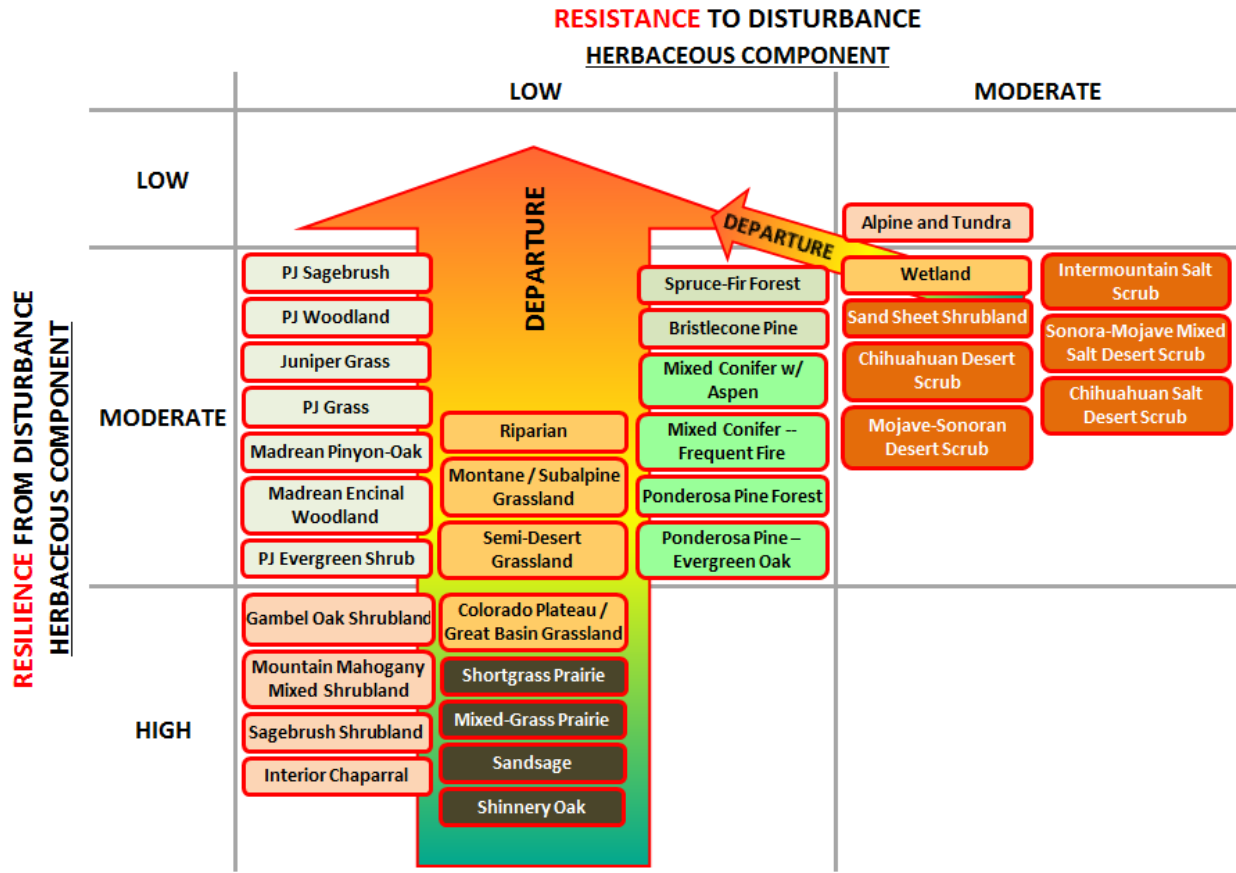 RESISTANCE TO DISTURBANCE
HERBACEOUS COMPONENT
LOW
MODERATE
RESILIENCE FROM DISTURBANCE
HERBACEOUS COMPONENT
LOW
MODERATE
HIGH
DEPARTURE
DEPARTURE
PJ Sagebrush
PJ Woodland
Juniper Grass
PJ Grass
Madrean Pinyon-Oak
Madrean Encinal
Woodland
PJ Evergreen Shrub
Gambel Oak Shrubland
Mountain Mahogany
Mixed Shrubland
Sagebrush Shrubland
Interior Chaparral
Riparian
Montane / Subalpine
Grassland
Semi-Desert
Grassland
Colorado Plateau /
Great Basin Grassland
Shortgrass Prairie
Mixed-Grass Prairie
Sandsage
Shinnery Oak
Spruce-Fir Forest
Bristlecone Pine
Mixed Conifer w/
Aspen
Mixed Conifer --
Frequent Fire
Ponderosa Pine Forest
Ponderosa Pine –
Evergreen Oak
Alpine and Tundra
Wetland
Sand Sheet Shrubland
Chihuahuan Desert
Scrub
Mojave-Sonoran
Desert Scrub
Intermountain Salt
Scrub
Sonora-Mojave Mixed
Salt Desert Scrub
Chihuahuan Salt
Desert Scrub